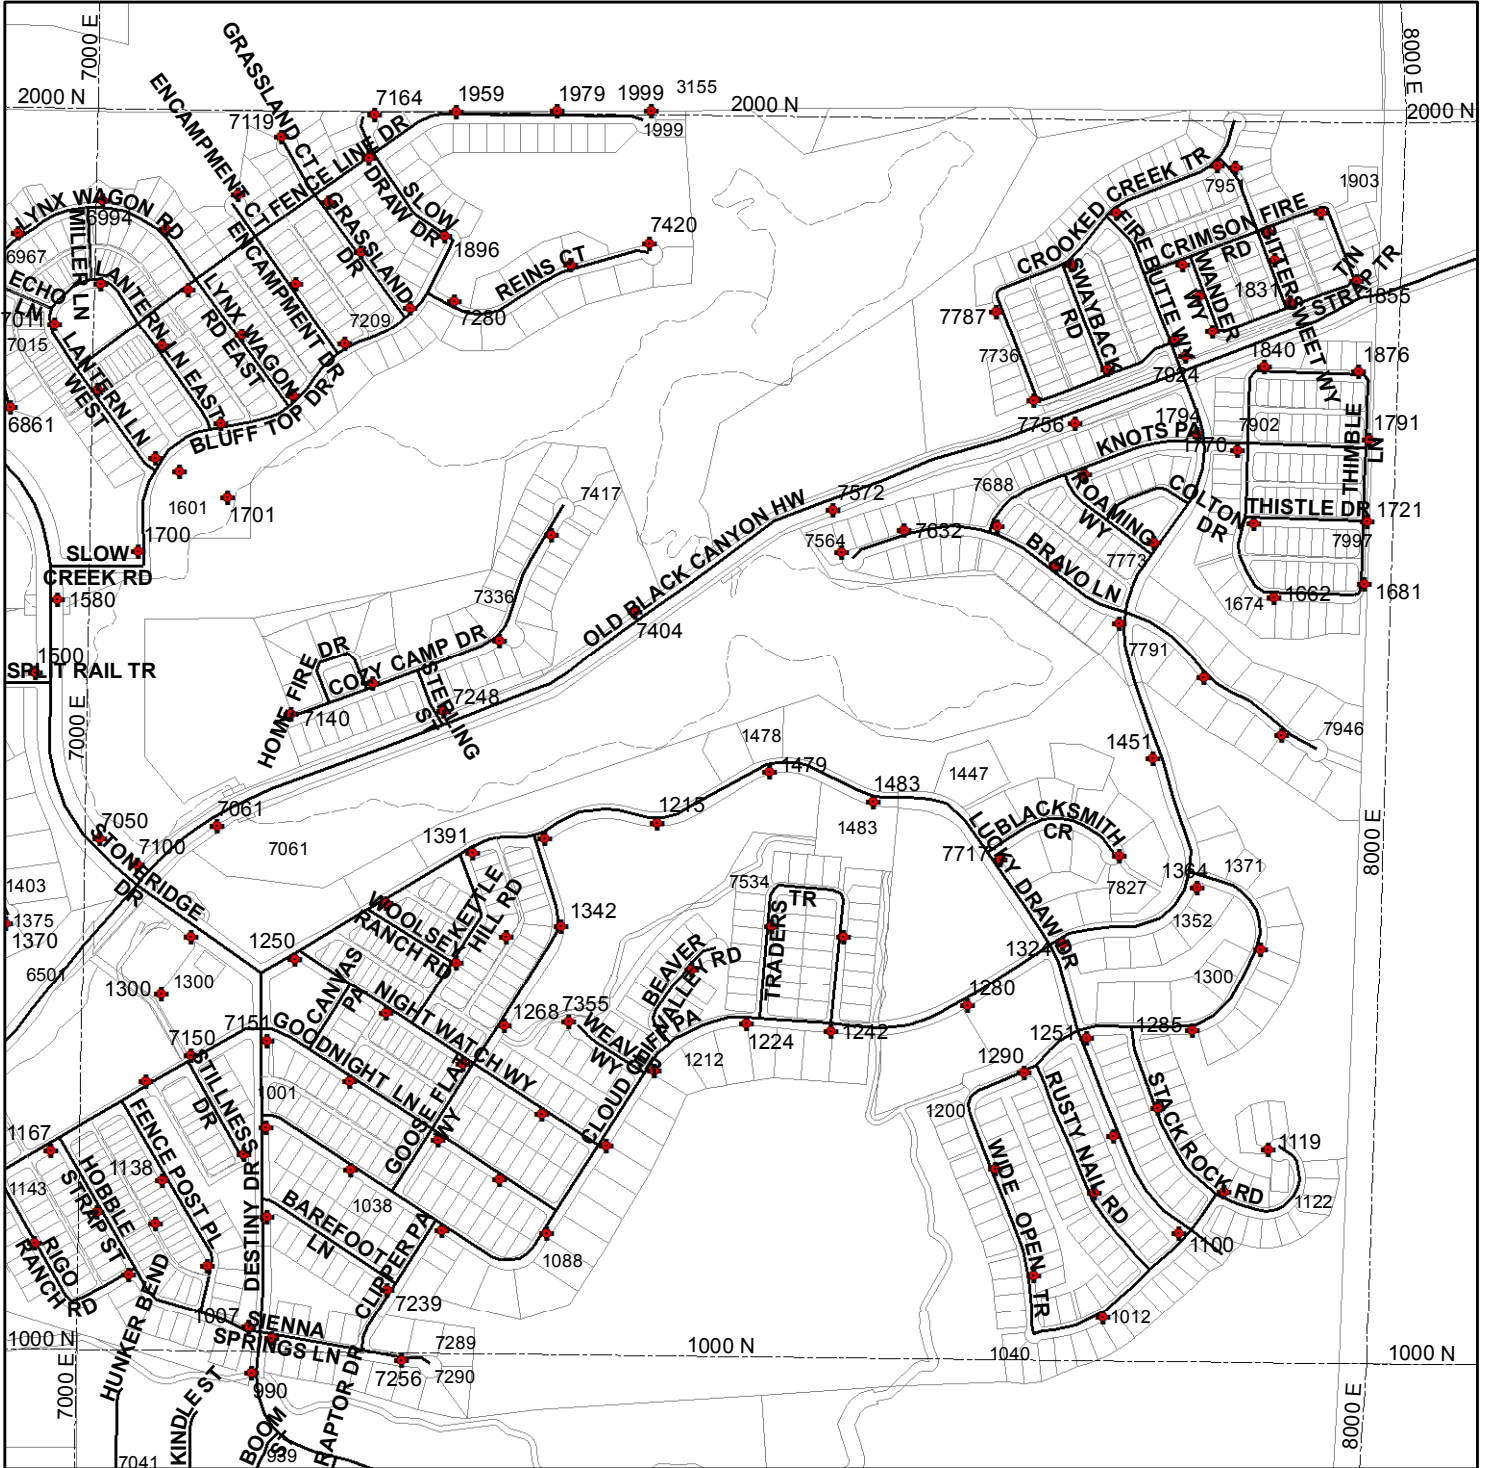 7000 E
GRASSLAND CT
8000 E
2000 N
ENCAMPMENT CT
7119
7164
1959
1979
1999
3155
2000 N
2000 N
1999
FENCE LINE DR
LYNX WAGON RD
6994
6967
MILLER LN
DRAW DR
SLOW
1896
7420
REINS CT
7280
GRASSLAND
DR
ENCAMPMENT DR
7209
LYNX WAGON
RD EAST
ECHO
LN
7011
7015
LANTERN LN EAST
LANTERN LN
WEST
6861
BLUFF TOP DR
1601
1701
1700
SLOW
CREEK RD
1580
1500
SPLIT RAIL TR
7000 E
CROOKED CREEK TR
795
1903
CRIMSON FIRE
RD
FIRE BUTTE WY
SWAYBACK
RD
WANDER
WY
1831
BITTERSWEET WY
TIN
STRAP TR
1855
7787
7736
7924
1840
1876
7756
1794
1770
7902
KNOTS PA
THIMBLE
LN
1791
7688
ROAMING
WY
COLTON
DR
THISTLE DR
1721
7997
7572
7564
7632
7773
BRAVO LN
1674
1662
1681
7417
7336
OLD BLACK CANYON HW
7404
HOME FIRE DR
COZY CAMP DR
7140
STERLING
ST
7248
7791
7946
1451
1478
1479
1447
1483
1483
8000 E
7061
7061
7050
7100
STONERIDGE
DR
1215
1391
LUCKY DRAW DR
BLACKSMITH
CR
7717
7827
1364
1371
1352
1403
1375
1370
6501
WOOLSEY
RANCH RD
KETTLE
HILL RD
1342
7534
TRADERS
TR
1250
1300
1300
CANVAS
PA
NIGHT WATCH WY
BEAVER
VALLEY RD
1324
1300
1280
1268
7355
WEAVER
WY
CLOUD CLIFF PA
1212
1224
1242
1251
1285
7150
7151
GOODNIGHT LN
STILLNESS
DR
1001
GOOSE FLAT
WY
1290
1200
RUSTY NAIL RD
STACK ROCK RD
1119
1122
1167
1143
FENCE POST PL
1138
HOBBLE
STRAP ST
RIGO
RANCH RD
DESTINY DR
1038
BAREFOOT
LN
CLIPPER PA
WIDE OPEN TR
1100
1088
7239
1007
SIENNA
SPRINGS LN
HUNKER BEND
1012
1000 N
7000 E
7289
7290
7256
1000 N
1040
1000 N
8000 E
990
KINDLE ST
BOOM
ST
RAPTOR DR
7041
939